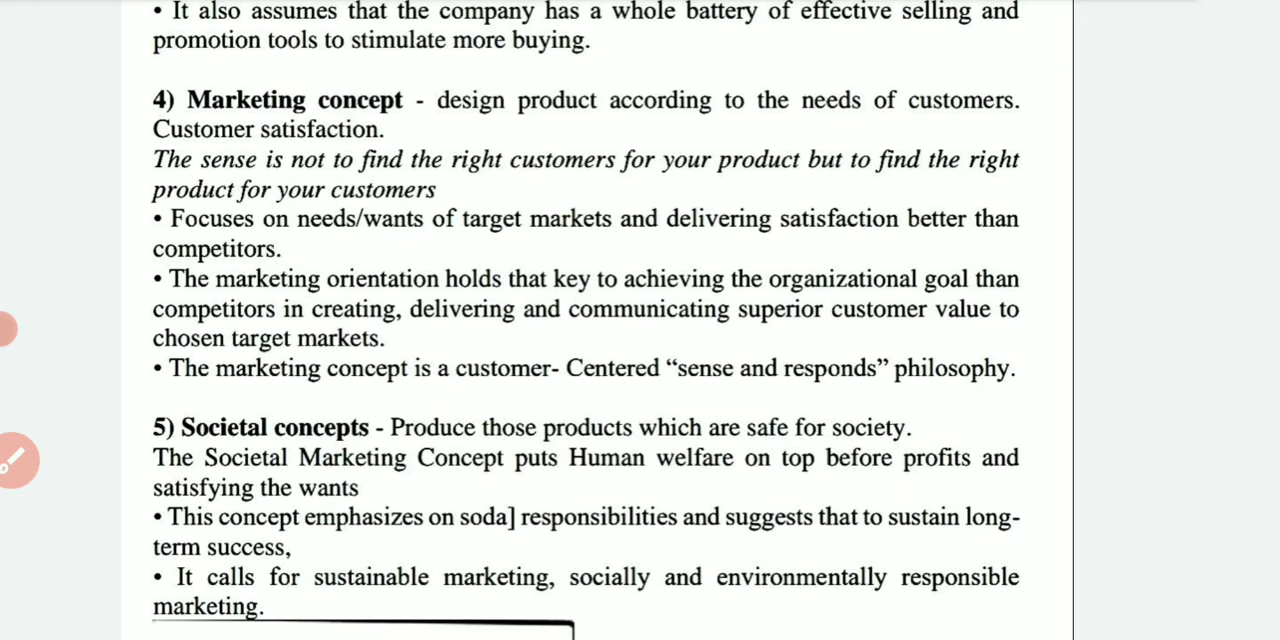 • It also assumes that the company has a whole battery of effective selling and
promotion tools to stimulate more buying.
4) Marketing concept - design product according to the needs of customers.
Customer satisfaction.
The sense is not to find the right customers for your product but to find the right
product for your customers
• Focuses on needs/wants of target markets and delivering satisfaction better than
competitors.
• The marketing orientation holds that key to achieving the organizational goal than
competitors in creating, delivering and communicating superior customer value to
chosen target markets.
• The marketing concept is a customer- Centered “sense and responds” philosophy.
5) Societal concepts - Produce those products which are safe for society.
The Societal Marketing Concept puts Human welfare on top before profits and
satisfying the wants
• This concept emphasizes on soda] responsibilities and suggests that to sustain long-
term success,
• It calls for sustainable marketing, socially and environmentally responsible
marketing.